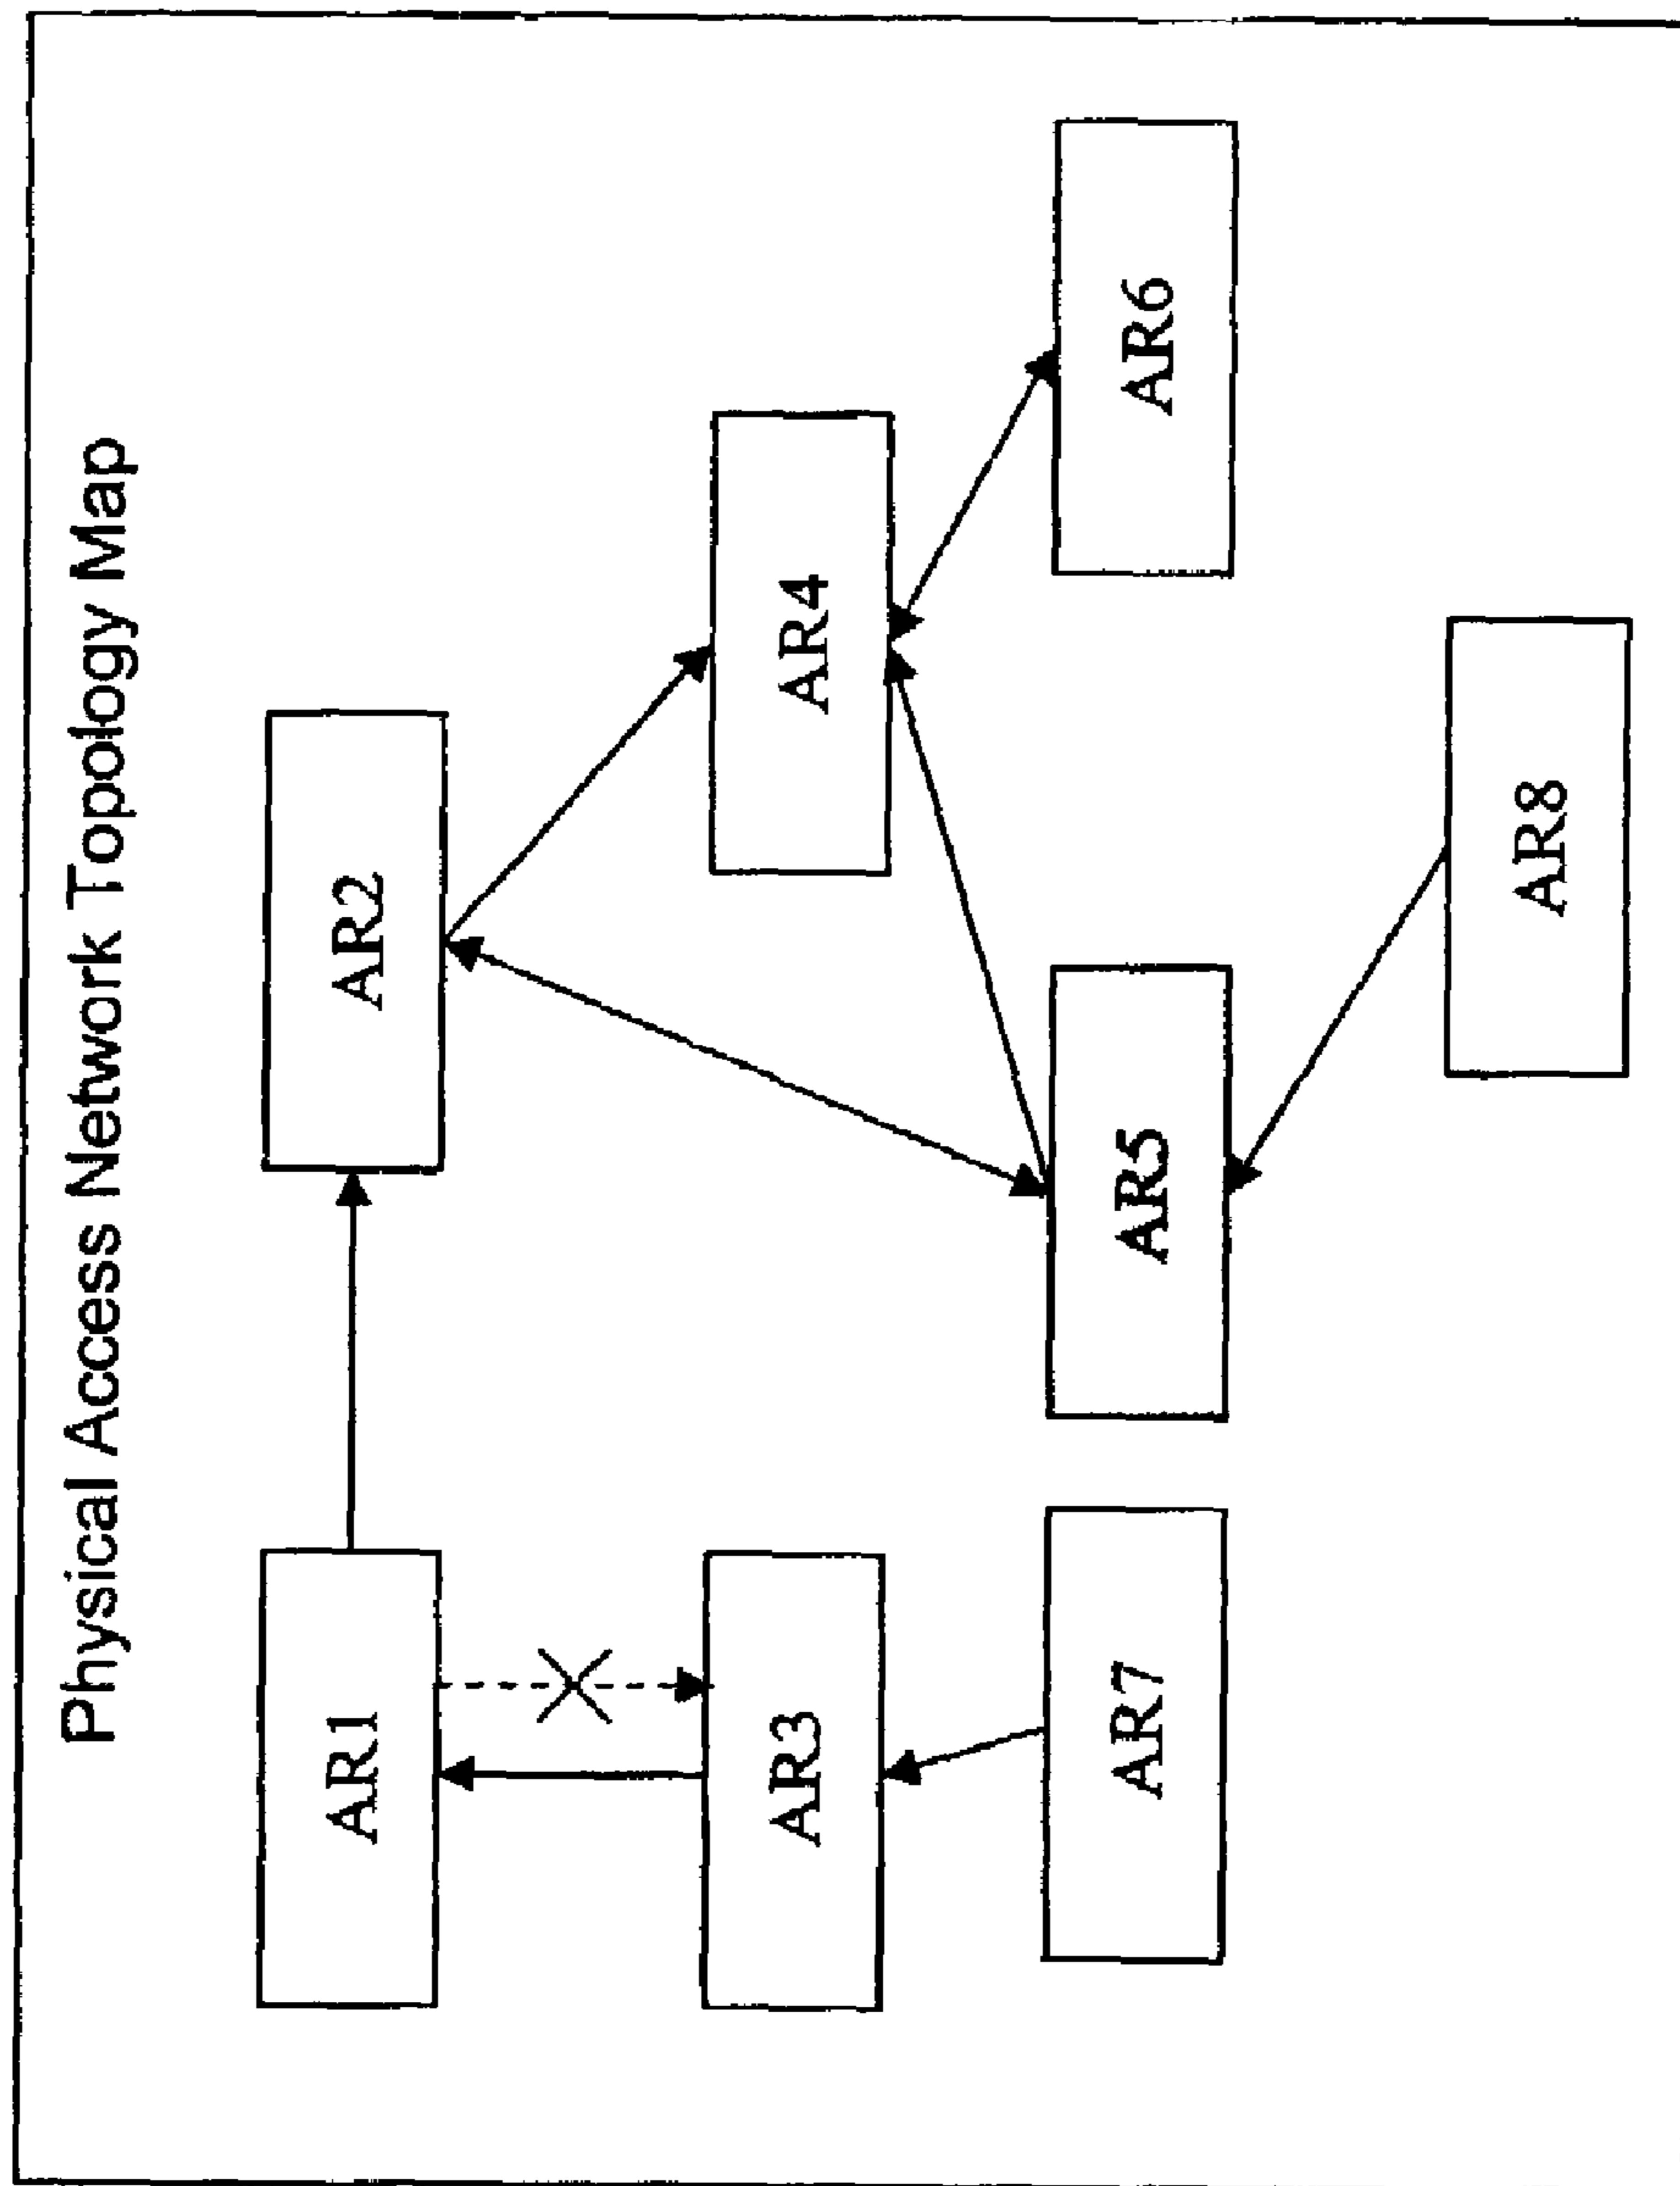 Physical Access Network Topology Map
AR1
AR2
AR3
AR4
AR7
AR5
AR6
AR8